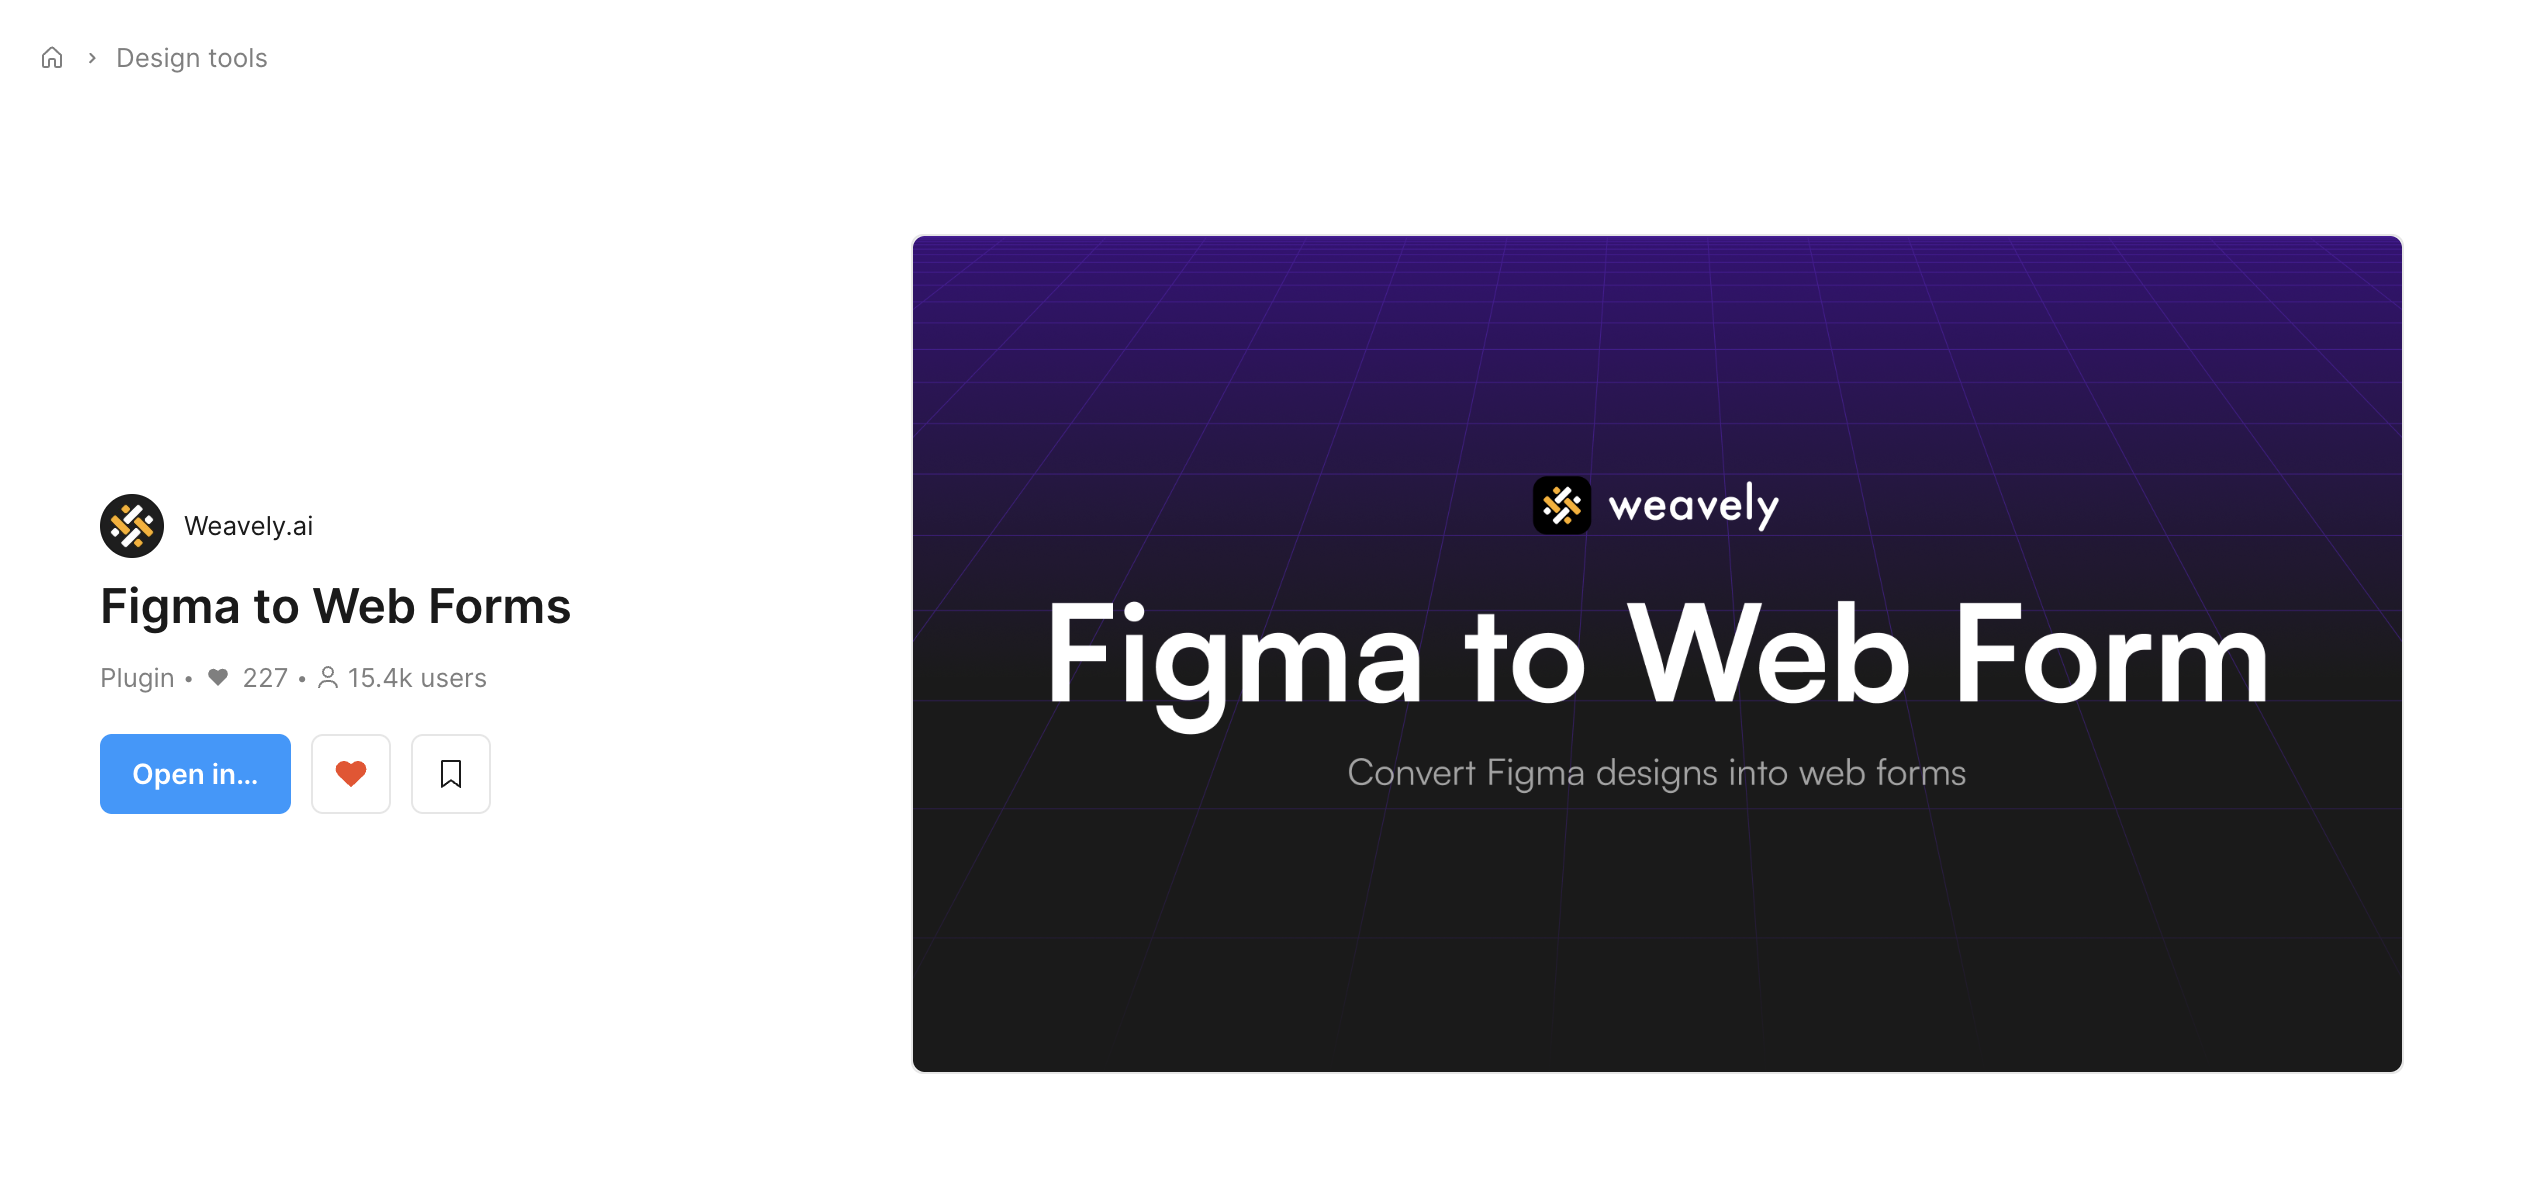 Design tools
Weavely.ai
Figma to Web Forms
Plugin • 227 • 15.4k users
Open in...
weavely
Figma to Web Form
Convert Figma designs into web forms